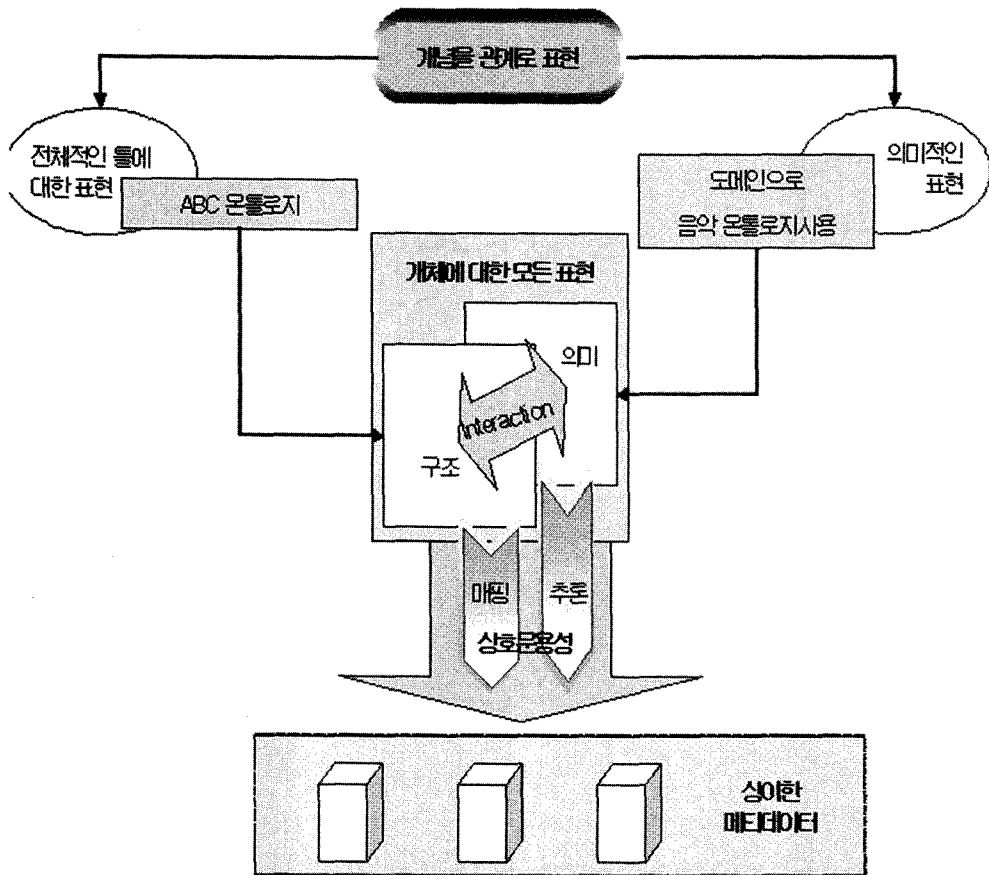 개념을 관계로 표현
전체적인 틀에
대한 표현
ABC 온톨로지
의미적인
표현
도메인으로
음악 온톨로지사용
개체에 대한 모든 표현
의미
Interaction
구조
매핑
추론
상호운용성
상이한
메타데이터